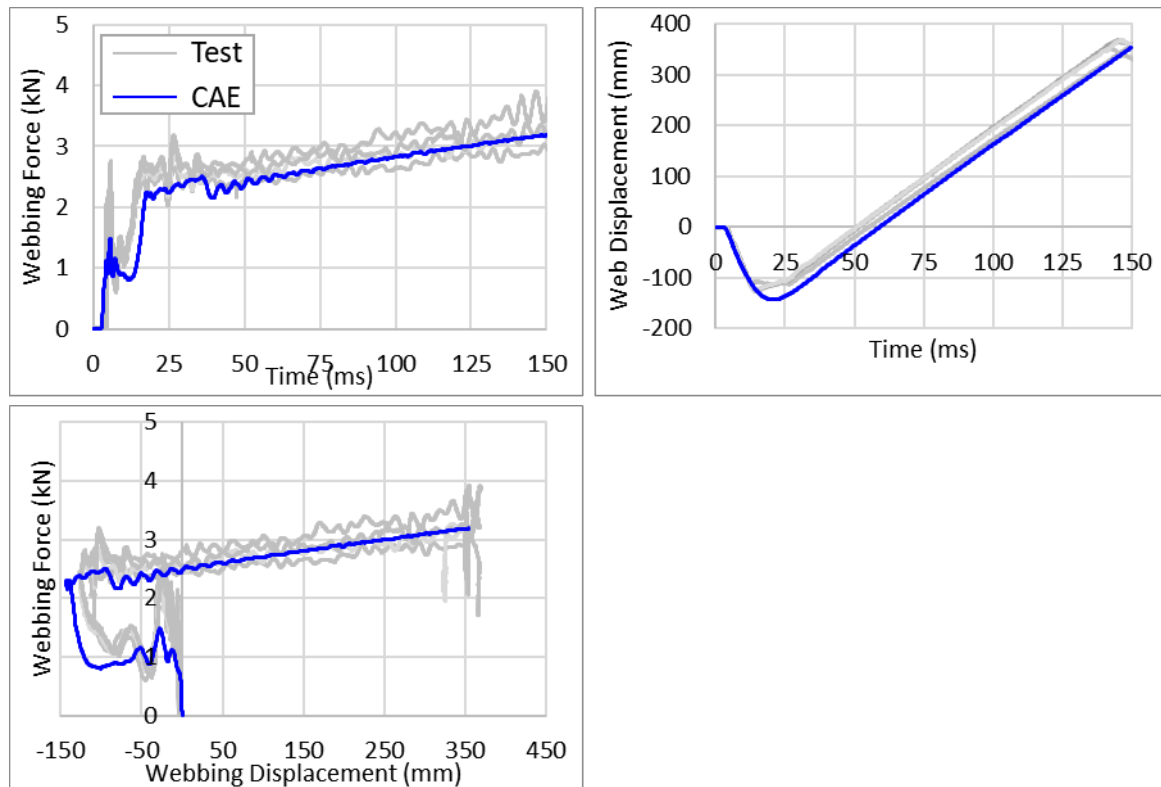 Webbing Force (kN)
5
4
3
2
1
0
Test
CAE
0 25 50 75 100 125 150
Time (ms)
Web Displacement (mm)
400
300
200
100
0
-100
-200
0 25 50 75 100 125 150
Time (ms)
Webbing Force (kN)
5
4
3
2
1
0
-150 -50 50 150 250 350 450
Webbing Displacement (mm)